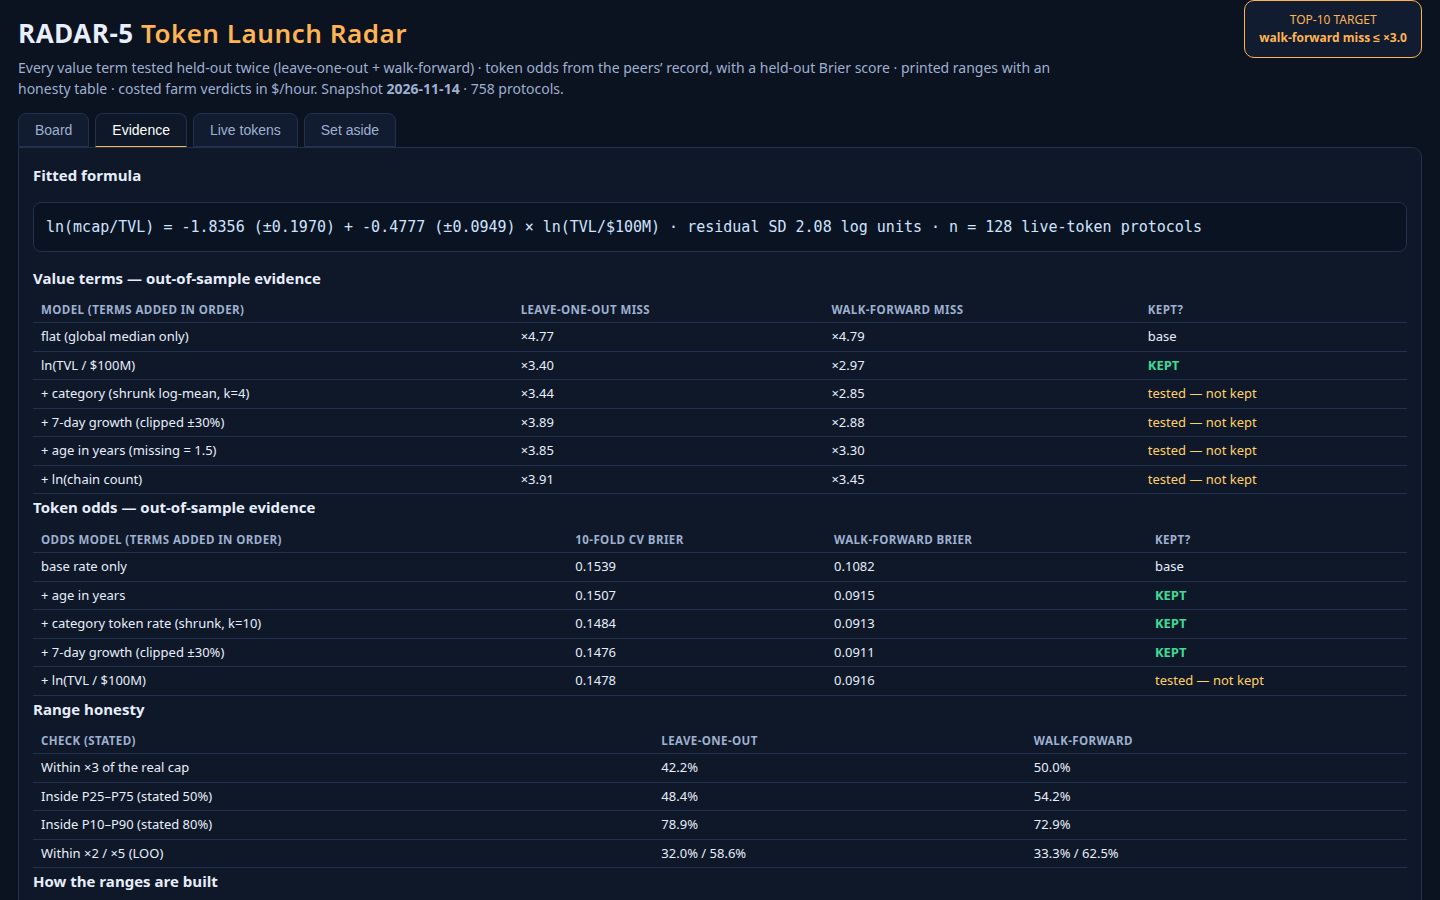 RADAR-5 Token Launch Radar
TOP-10 TARGET
walk-forward miss ≤ ×3.0
Every value term tested held-out twice (leave-one-out + walk-forward) · token odds from the peers’ record, with a held-out Brier score · printed ranges with an
honesty table · costed farm verdicts in $/hour. Snapshot 2026-11-14 · 758 protocols.
Board Evidence Live tokens Set aside
Fitted formula
ln(mcap/TVL) = -1.8356 (±0.1970) + -0.4777 (±0.0949) × ln(TVL/$100M) · residual SD 2.08 log units · n = 128 live-token protocols
Value terms — out-of-sample evidence
MODEL (TERMS ADDED IN ORDER) LEAVE-ONE-OUT MISS WALK-FORWARD MISS KEPT?
flat (global median only) ×4.77 ×4.79 base
ln(TVL / $100M) ×3.40 ×2.97 KEPT
+ category (shrunk log-mean, k=4) ×3.44 ×2.85 tested — not kept
+ 7-day growth (clipped ±30%) ×3.89 ×2.88 tested — not kept
+ age in years (missing = 1.5) ×3.85 ×3.30 tested — not kept
+ ln(chain count) ×3.91 ×3.45 tested — not kept
Token odds — out-of-sample evidence
ODDS MODEL (TERMS ADDED IN ORDER) 10-FOLD CV BRIER WALK-FORWARD BRIER KEPT?
base rate only 0.1539 0.1082 base
+ age in years 0.1507 0.0915 KEPT
+ category token rate (shrunk, k=10) 0.1484 0.0913 KEPT
+ 7-day growth (clipped ±30%) 0.1476 0.0911 KEPT
+ ln(TVL / $100M) 0.1478 0.0916 tested — not kept
Range honesty
CHECK (STATED) LEAVE-ONE-OUT WALK-FORWARD
Within ×3 of the real cap 42.2% 50.0%
Inside P25–P75 (stated 50%) 48.4% 54.2%
Inside P10–P90 (stated 80%) 78.9% 72.9%
Within ×2 / ×5 (LOO) 32.0% / 58.6% 33.3% / 62.5%
How the ranges are built